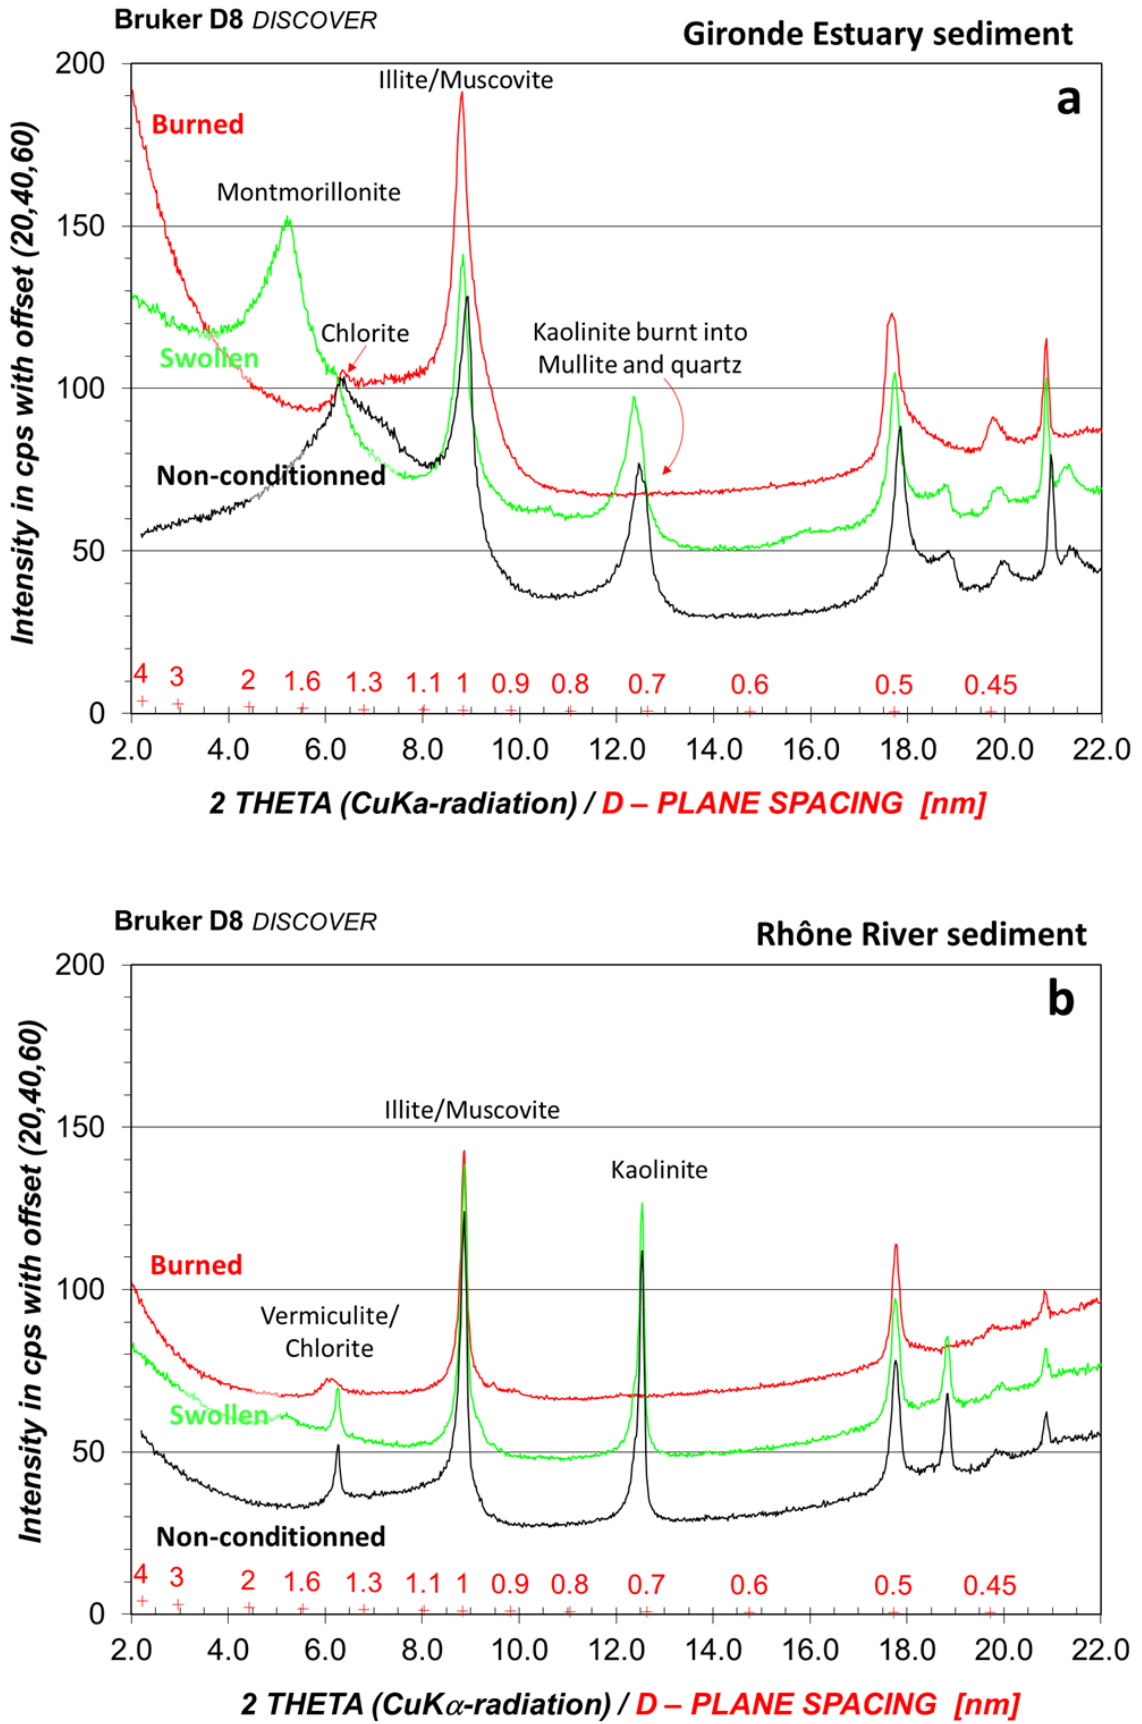 Bruker D8 DISCOVER
Gironde Estuary sediment
a
Intensity in cps with offset (20,40,60)
200
150
100
50
0
Burned
Illite/Muscovite
Montmorillonite
Chlorite
Kaolinite burnt into
Mullite and quartz
Swollen
Non-conditionned
4 3 2 1.6 1.3 1.1 1 0.9 0.8 0.7 0.6 0.5 0.45
2.0 4.0 6.0 8.0 10.0 12.0 14.0 16.0 18.0 20.0 22.0
2 THETA (CuKa-radiation) / D – PLANE SPACING [nm]
Bruker D8 DISCOVER
Rhône River sediment
b
Intensity in cps with offset (20,40,60)
200
150
100
50
0
Illite/Muscovite
Kaolinite
Burned
Vermiculite/
Chlorite
Swollen
Non-conditionned
4 3 2 1.6 1.3 1.1 1 0.9 0.8 0.7 0.6 0.5 0.45
2.0 4.0 6.0 8.0 10.0 12.0 14.0 16.0 18.0 20.0 22.0
2 THETA (CuKα-radiation) / D – PLANE SPACING [nm]